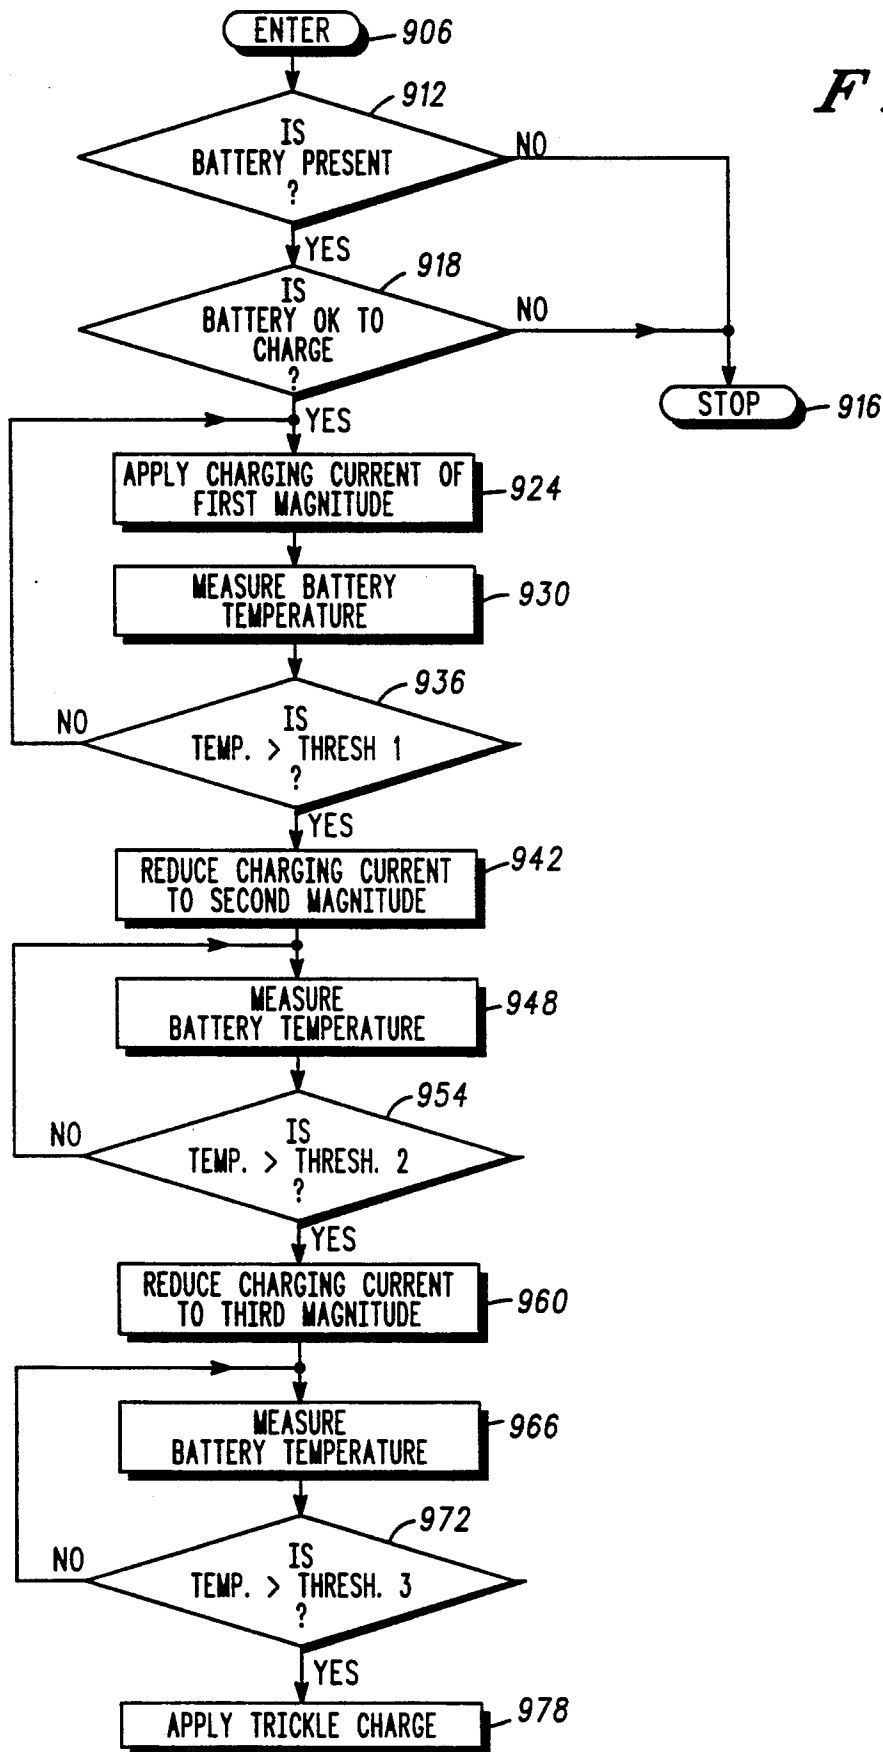 ENTER
906
F
912
IS
BATTERY PRESENT
?
NO
YES
918
IS
BATTERY OK TO
CHARGE
?
NO
YES
STOP
916
APPLY CHARGING CURRENT OF
FIRST MAGNITUDE
924
MEASURE BATTERY
TEMPERATURE
930
936
IS
TEMP. > THRESH 1
?
NO
YES
REDUCE CHARGING CURRENT
TO SECOND MAGNITUDE
942
MEASURE
BATTERY TEMPERATURE
948
954
IS
TEMP. > THRESH. 2
?
NO
YES
REDUCE CHARGING CURRENT
TO THIRD MAGNITUDE
960
MEASURE
BATTERY TEMPERATURE
966
972
IS
TEMP. > THRESH. 3
?
NO
YES
APPLY TRICKLE CHARGE
978